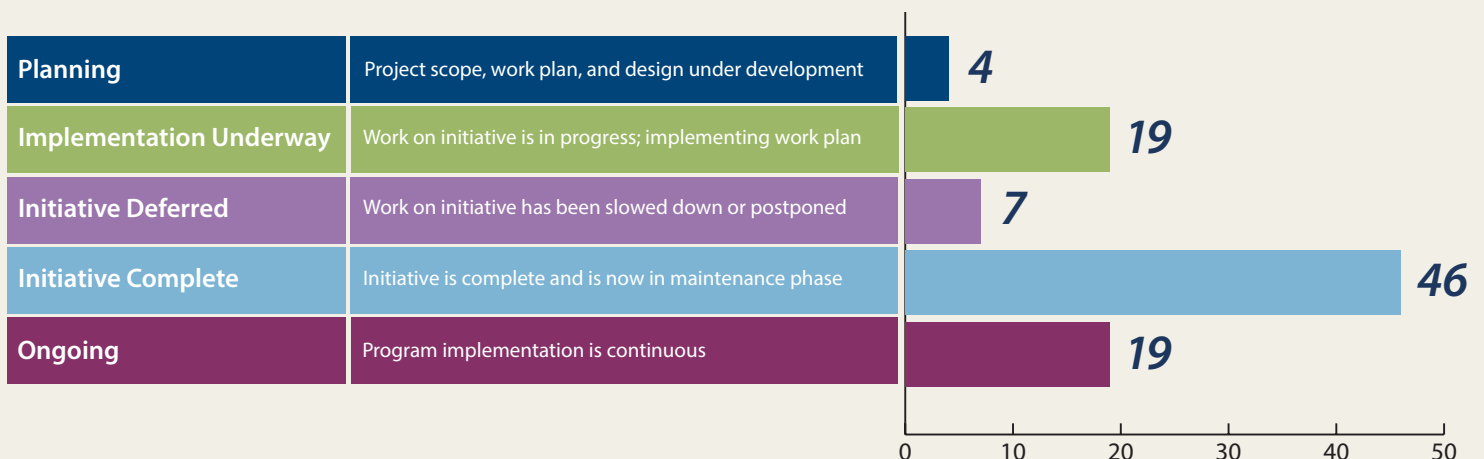 Planning Project scope, work plan, and design under development 4
Implementation Underway Work on initiative is in progress; implementing work plan 19
Initiative Deferred Work on initiative has been slowed down or postponed 7
Initiative Complete Initiative is complete and is now in maintenance phase 46
Ongoing Program implementation is continuous 19
0 10 20 30 40 50